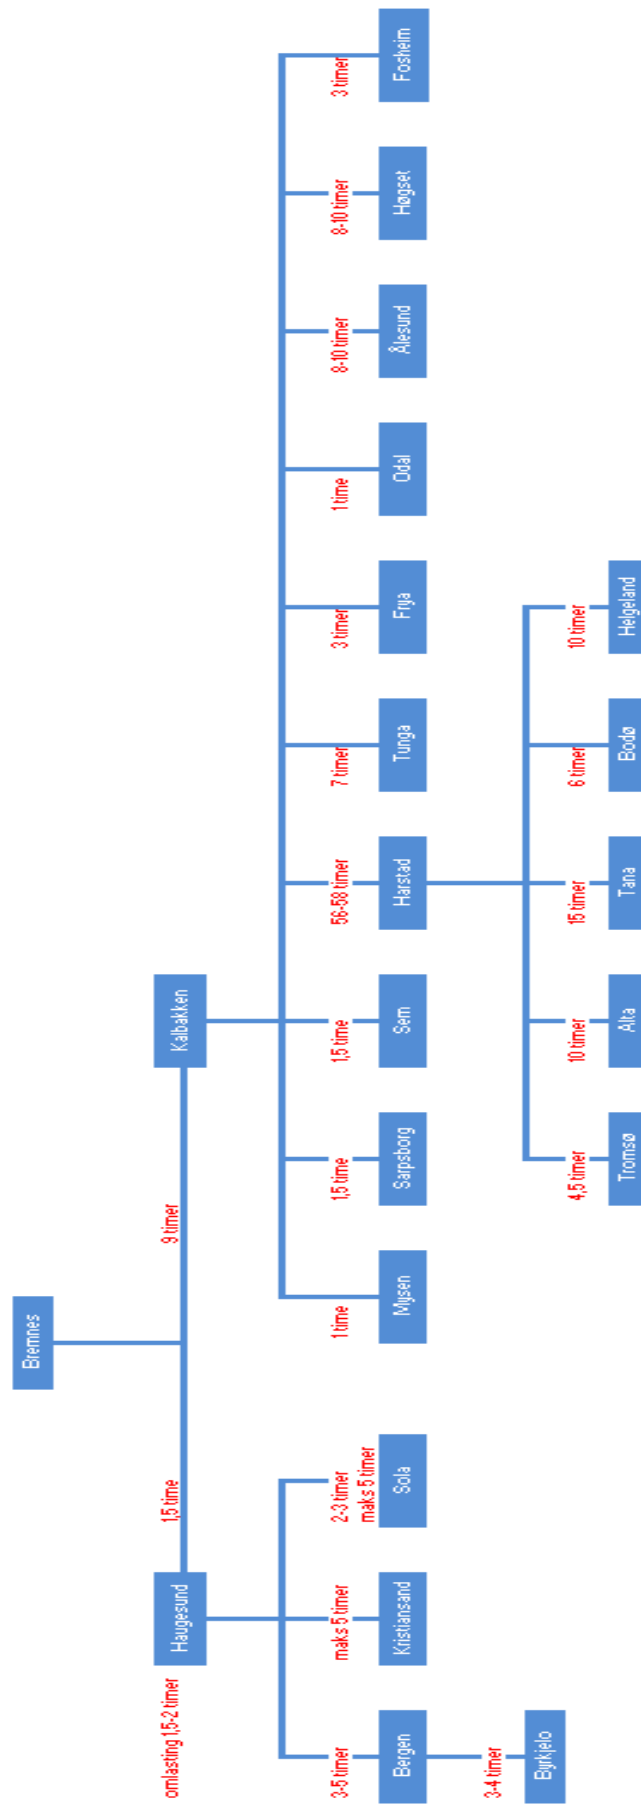 Bremnes
1,5 time
9 timer
omlasting 1,5-2 timer
Haugesund
Kalbakken
3-5 timer
maks 5 timer
2-3 timer
maks 5 timer
1 time
1,5 time
1,5 time
56-58 timer
7 timer
3 timer
1 time
8-10 timer
8-10 timer
3 timer
Bergen
Kristiansand
Sola
Mysen
Sarpsborg
Sem
Harstad
Tunga
Frya
Odal
Ålesund
Høgset
Fosheim
3-4 timer
4,5 timer
10 timer
15 timer
6 timer
10 timer
Byrkjelo
Tromsø
Alta
Tana
Bodø
Helgeland